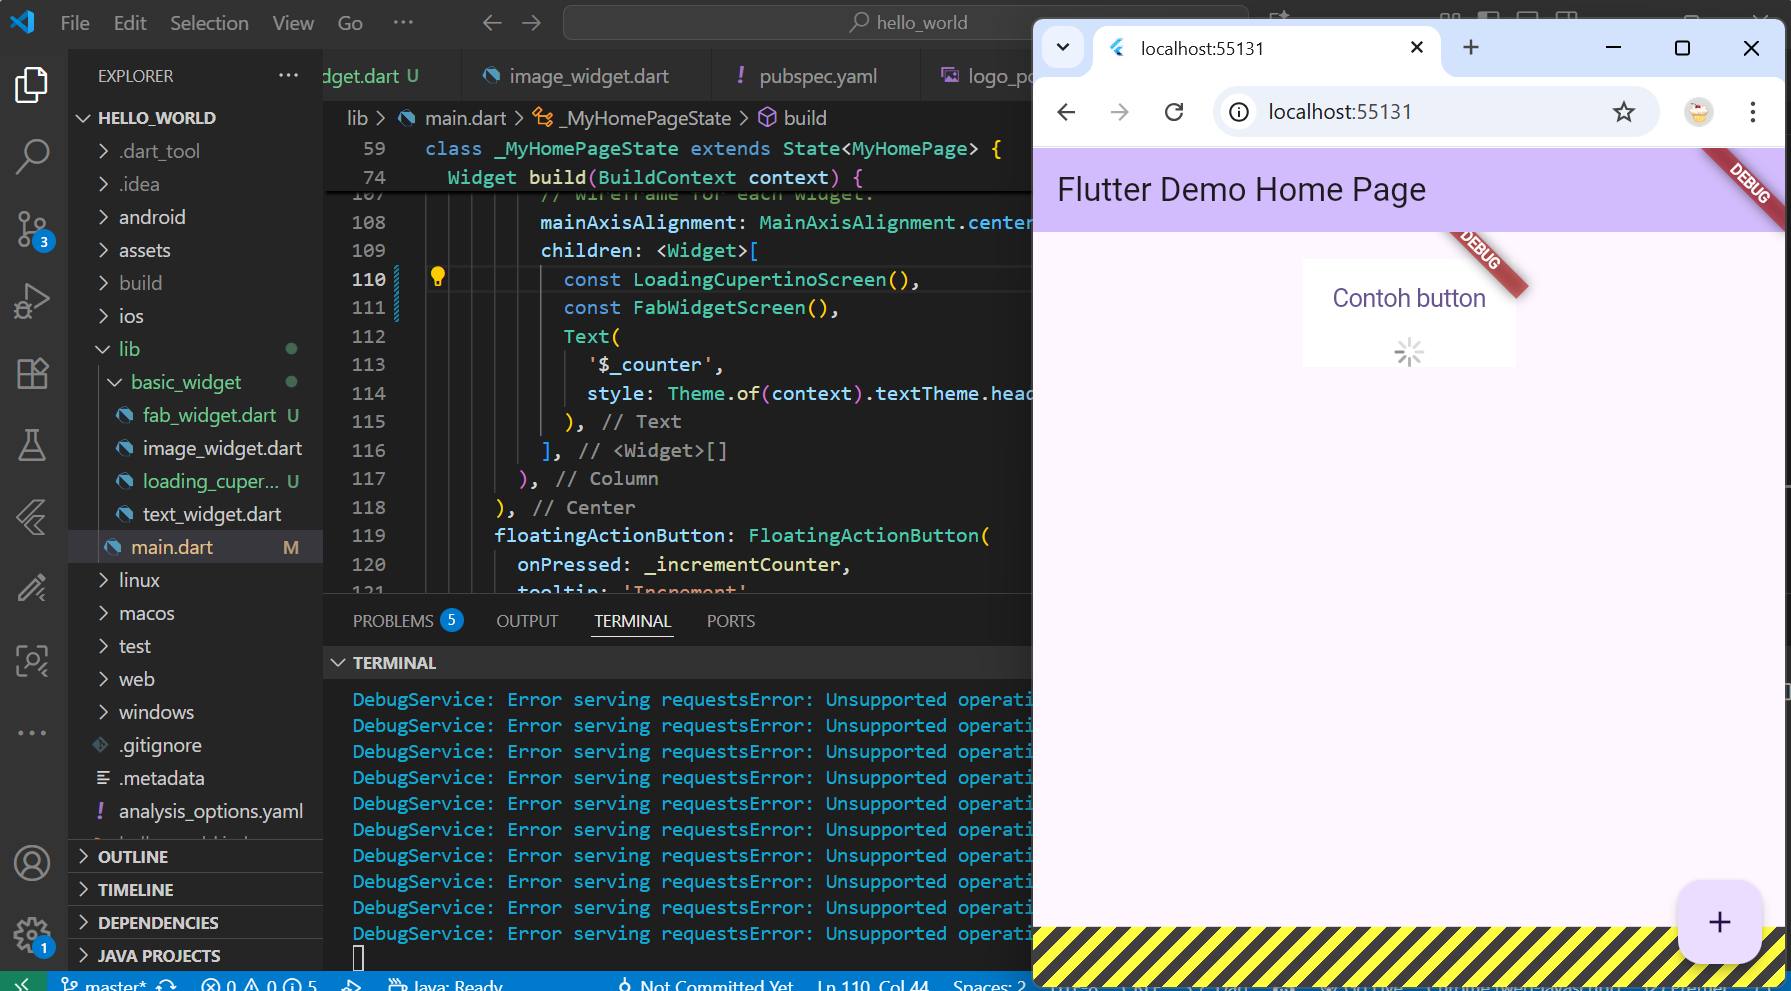 File Edit Selection View Go ··· hello_world
EXPLORER ···
HELLO_WORLD
.dart_tool
.idea
android
assets
build
ios
lib
basic_widget
fab_widget.dart U
image_widget.dart
loading_cuper... U
text_widget.dart
main.dart M
linux
macos
test
web
windows
.gitignore
.metadata
analysis_options.yaml
OUTLINE
TIMELINE
DEPENDENCIES
JAVA PROJECTS
3
1
dget.dart U image_widget.dart ! pubspec.yaml logo_po
lib > main.dart > _MyHomePageState > build
59 class _MyHomePageState extends State<MyHomePage> {
74 Widget build(BuildContext context) {
107 // wireframe for each widget.
108 mainAxisAlignment: MainAxisAlignment.center
109 children: <Widget>[
110 const LoadingCupertinoScreen(),
111 const FabWidgetScreen(),
112 Text(
113 '$_counter',
114 style: Theme.of(context).textTheme.head
115 ), // Text
116 ], // <Widget>[]
117 ), // Column
118 ), // Center
119 floatingActionButton: FloatingActionButton(
120 onPressed: _incrementCounter,
121 tooltip: 'Increment'
PROBLEMS 5 OUTPUT TERMINAL PORTS
TERMINAL
DebugService: Error serving requestsError: Unsupported operati
DebugService: Error serving requestsError: Unsupported operati
DebugService: Error serving requestsError: Unsupported operati
DebugService: Error serving requestsError: Unsupported operati
DebugService: Error serving requestsError: Unsupported operati
DebugService: Error serving requestsError: Unsupported operati
DebugService: Error serving requestsError: Unsupported operati
DebugService: Error serving requestsError: Unsupported operati
DebugService: Error serving requestsError: Unsupported operati
DebugService: Error serving requestsError: Unsupported operati
master* 0 0 5 Java: Ready Not Committed Yet Ln 110, Col 44 Spaces: 2
localhost:55131
localhost:55131
Flutter Demo Home Page
DEBUG
DEBUG
Contoh button
+